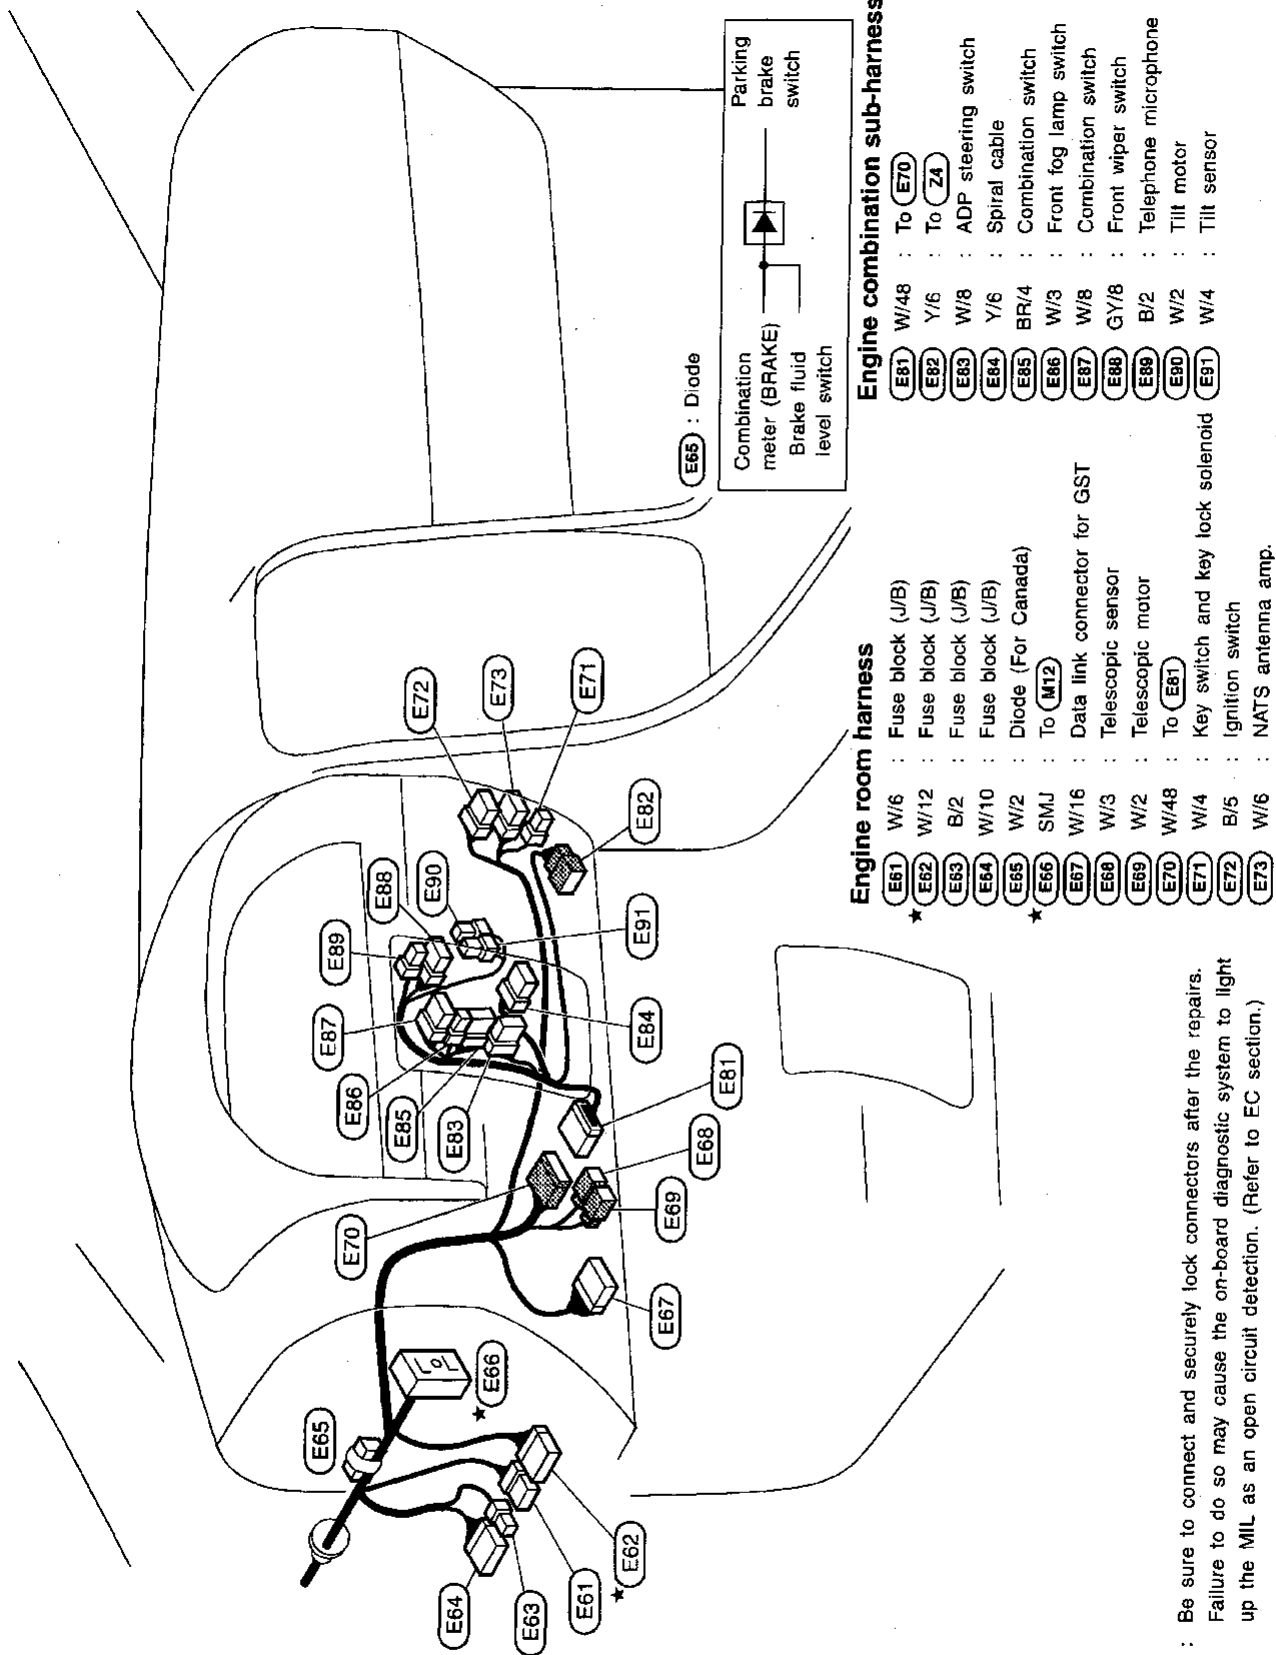 E72
E73
E71
E82
E89
E88
E90
E91
E87
E86
E85
E83
E84
E81
E70
E68
E69
E67
E65
★ E66
E64
E63
E61
★ E62
E65 : Diode
Combination
meter (BRAKE)
Brake fluid
level switch
Parking
brake
switch
Engine room harness
E61 W/6 : Fuse block (J/B)
★ E62 W/12 : Fuse block (J/B)
E63 B/2 : Fuse block (J/B)
E64 W/10 : Fuse block (J/B)
E65 W/2 : Diode (For Canada)
★ E66 SMJ : To M12
E67 W/16 : Data link connector for GST
E68 W/3 : Telescopic sensor
E69 W/2 : Telescopic motor
E70 W/48 : To E81
E71 W/4 : Key switch and key lock solenoid
E72 B/5 : Ignition switch
E73 W/6 : NATS antenna amp.
Engine combination sub-harness
E81 W/48 : To E70
E82 Y/6 : To Z4
E83 W/8 : ADP steering switch
E84 Y/6 : Spiral cable
E85 BR/4 : Combination switch
E86 W/3 : Front fog lamp switch
E87 W/8 : Combination switch
E88 GY/8 : Front wiper switch
E89 B/2 : Telephone microphone
E90 W/2 : Tilt motor
E91 W/4 : Tilt sensor
: Be sure to connect and securely lock connectors after the repairs.
Failure to do so may cause the on-board diagnostic system to light
up the MIL as an open circuit detection. (Refer to EC section.)